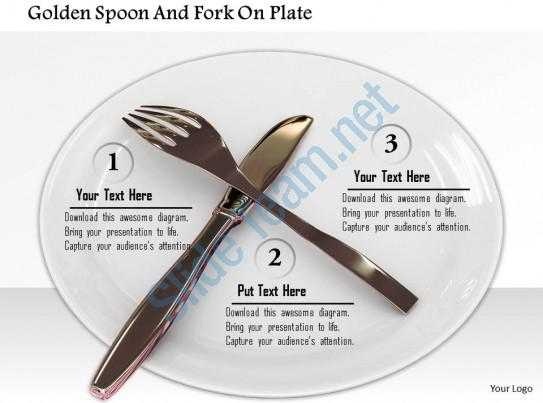 Golden Spoon And Fork On Plate
1
Your Text Here
Download this awesome diagram.
Bring your presentation to life.
Capture your audience's attention.
2
Put Text Here
Download this awesome diagram.
Bring your presentation to life.
Capture your audience's attention.
3
Your Text Here
Download this awesome diagram.
Bring your presentation to life.
Capture your audience's attention.
SlideTeam.net
Your Logo